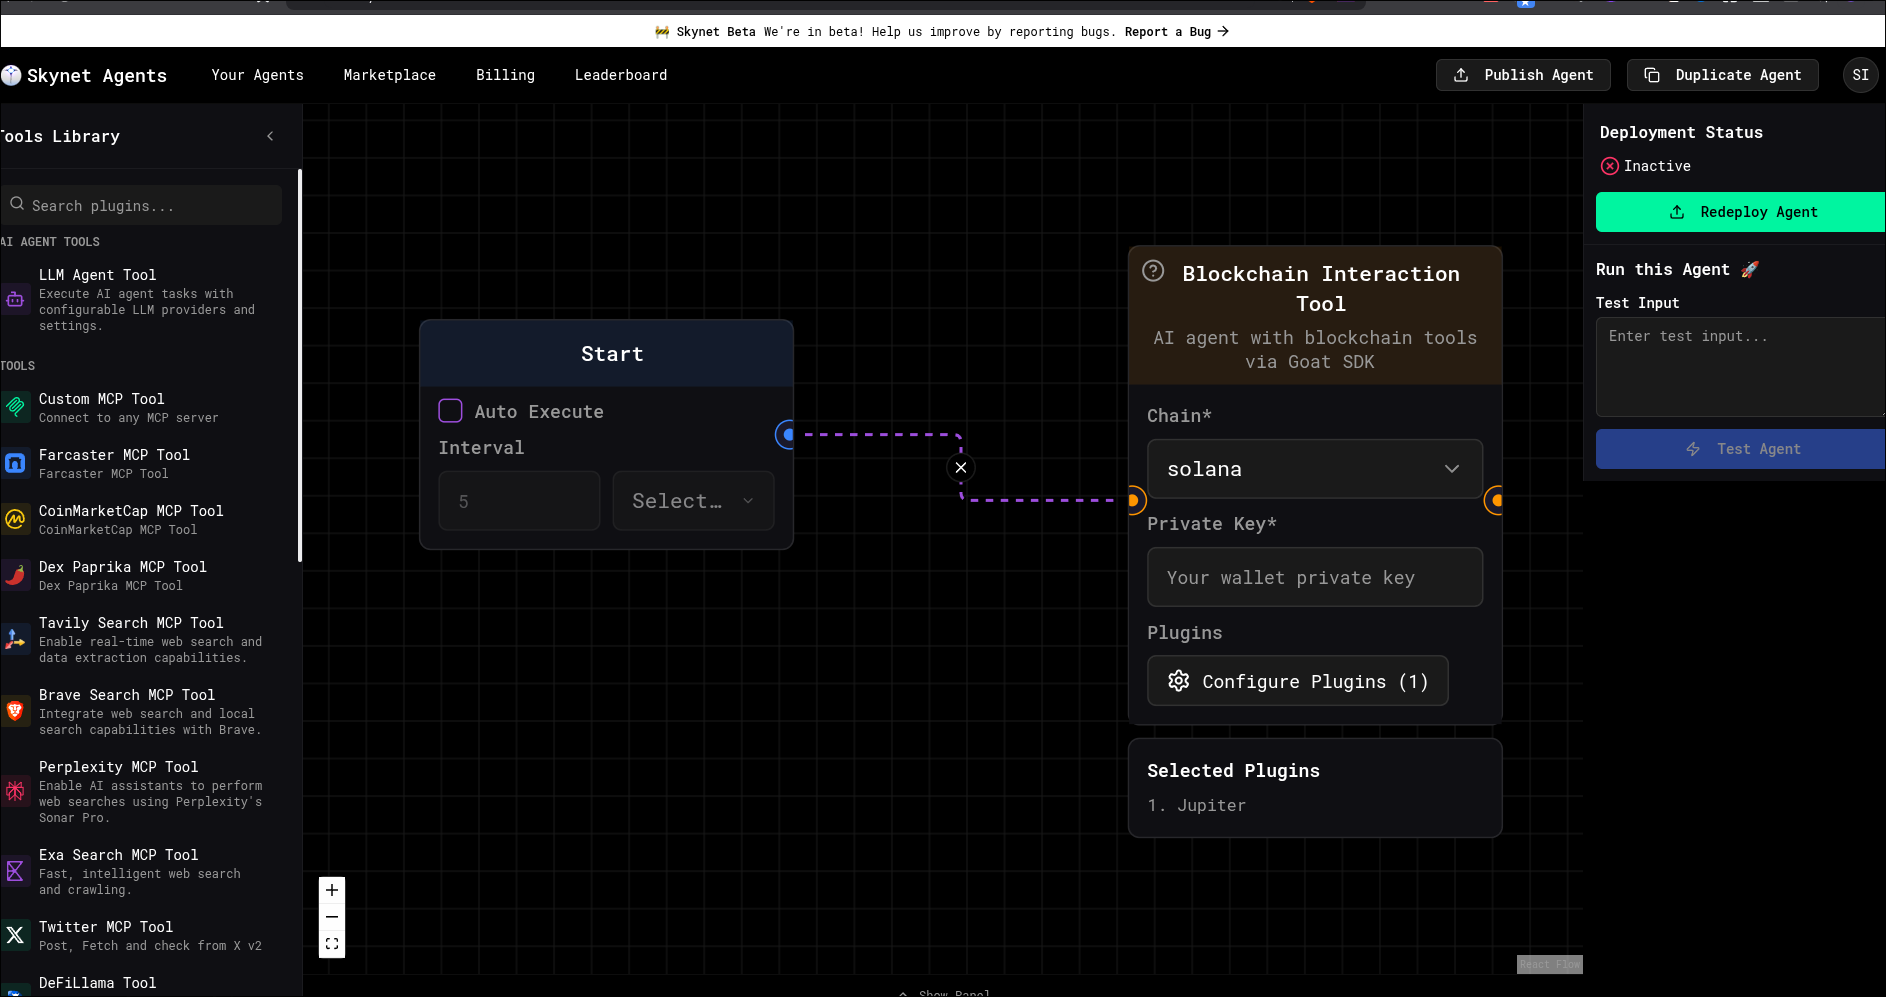 🚧 Skynet Beta We're in beta! Help us improve by reporting bugs. Report a Bug →
Skynet Agents
Your Agents
Marketplace
Billing
Leaderboard
Publish Agent
Duplicate Agent
SI
Tools Library
Search plugins...
AI AGENT TOOLS
LLM Agent Tool
Execute AI agent tasks with
configurable LLM providers and
settings.
TOOLS
Custom MCP Tool
Connect to any MCP server
Farcaster MCP Tool
Farcaster MCP Tool
CoinMarketCap MCP Tool
CoinMarketCap MCP Tool
Dex Paprika MCP Tool
Dex Paprika MCP Tool
Tavily Search MCP Tool
Enable real-time web search and
data extraction capabilities.
Brave Search MCP Tool
Integrate web search and local
search capabilities with Brave.
Perplexity MCP Tool
Enable AI assistants to perform
web searches using Perplexity's
Sonar Pro.
Exa Search MCP Tool
Fast, intelligent web search
and crawling.
Twitter MCP Tool
Post, Fetch and check from X v2
DeFiLlama Tool
Start
Auto Execute
Interval
5
Select…
Blockchain Interaction
Tool
AI agent with blockchain tools
via Goat SDK
Chain*
solana
Private Key*
Your wallet private key
Plugins
Configure Plugins (1)
Selected Plugins
1. Jupiter
React Flow
Show Panel
Deployment Status
Inactive
Redeploy Agent
Run this Agent 🚀
Test Input
Enter test input...
Test Agent